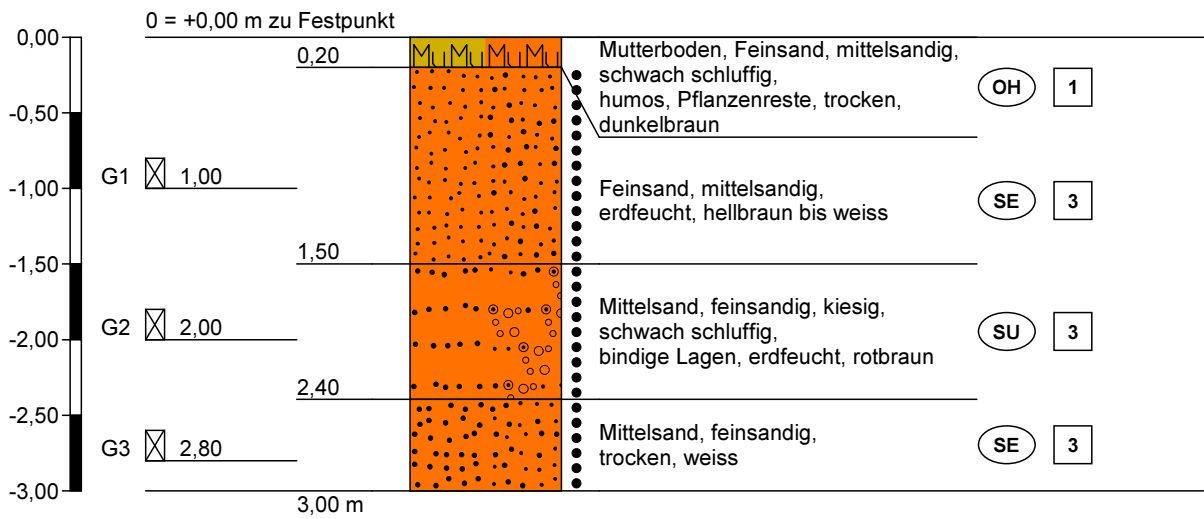 0 = +0,00 m zu Festpunkt
0,00
0,20
Mu Mu Mu Mu
Mutterboden, Feinsand, mittelsandig,
schwach schluffig,
humos, Pflanzenreste, trocken,
dunkelbraun
OH 1
-0,50
G1 1,00
-1,00
Feinsand, mittelsandig,
erdfeucht, hellbraun bis weiss
SE 3
1,50
-1,50
G2 2,00
-2,00
Mittelsand, feinsandig, kiesig,
schwach schluffig,
bindige Lagen, erdfeucht, rotbraun
SU 3
2,40
-2,50
G3 2,80
Mittelsand, feinsandig,
trocken, weiss
SE 3
-3,00
3,00 m